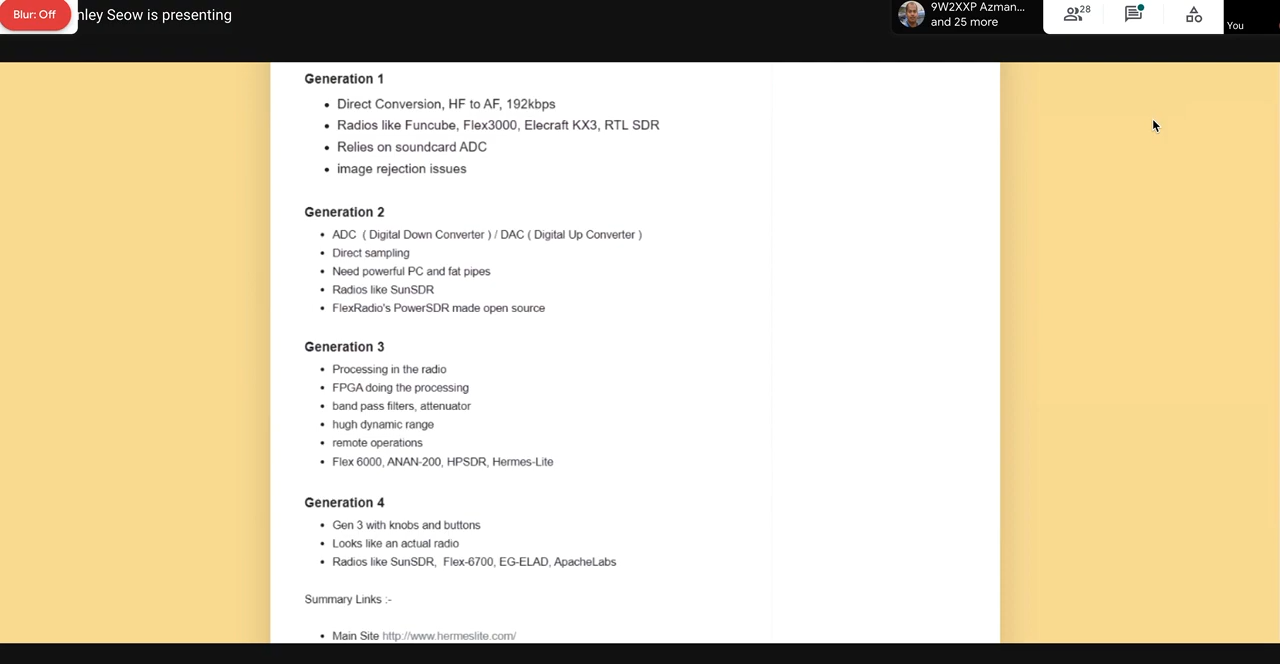 Blur: Off
nley Seow is presenting
9W2XXP Azman...
and 25 more
28
You
Generation 1
• Direct Conversion, HF to AF, 192kbps
• Radios like Funcube, Flex3000, Elecraft KX3, RTL SDR
• Relies on soundcard ADC
• image rejection issues
Generation 2
• ADC ( Digital Down Converter ) / DAC ( Digital Up Converter )
• Direct sampling
• Need powerful PC and fat pipes
• Radios like SunSDR
• FlexRadio's PowerSDR made open source
Generation 3
• Processing in the radio
• FPGA doing the processing
• band pass filters, attenuator
• hugh dynamic range
• remote operations
• Flex 6000, ANAN-200, HPSDR, Hermes-Lite
Generation 4
• Gen 3 with knobs and buttons
• Looks like an actual radio
• Radios like SunSDR, Flex-6700, EG-ELAD, ApacheLabs
Summary Links :-
• Main Site http://www.hermeslite.com/